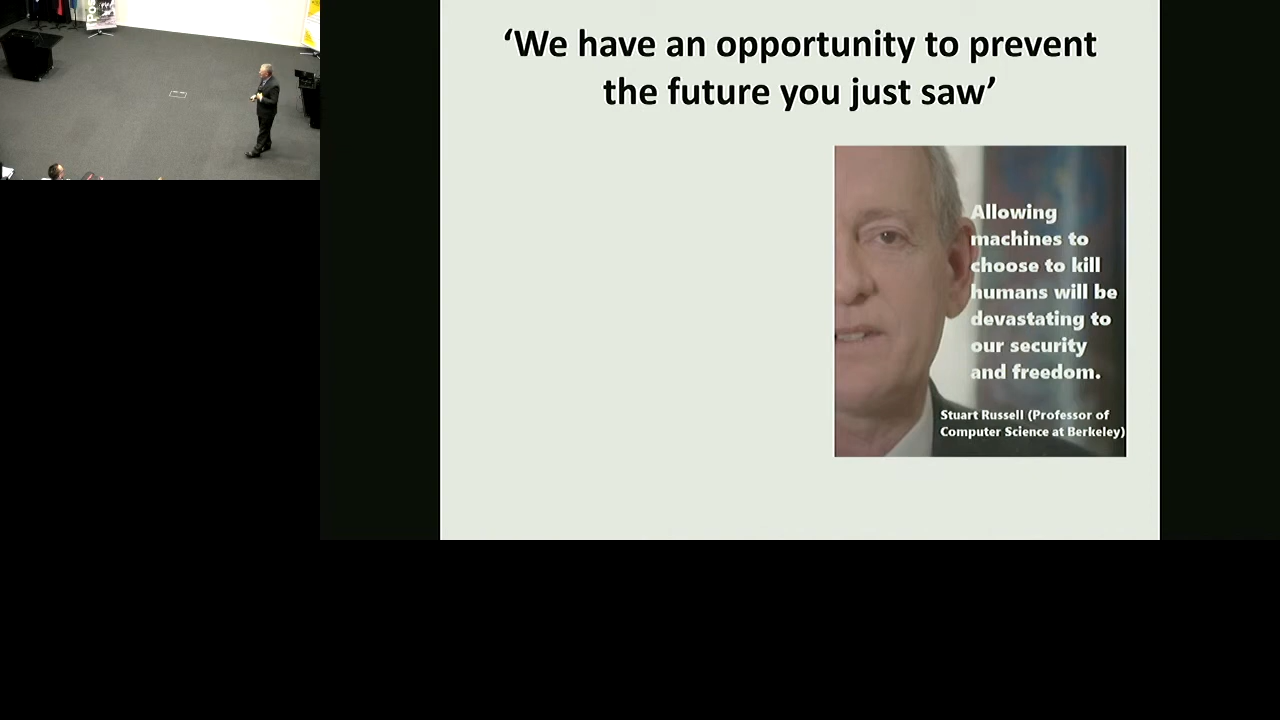 ‘We have an opportunity to prevent
the future you just saw’
Allowing
machines to
choose to kill
humans will be
devastating to
our security
and freedom.
Stuart Russell (Professor of
Computer Science at Berkeley)